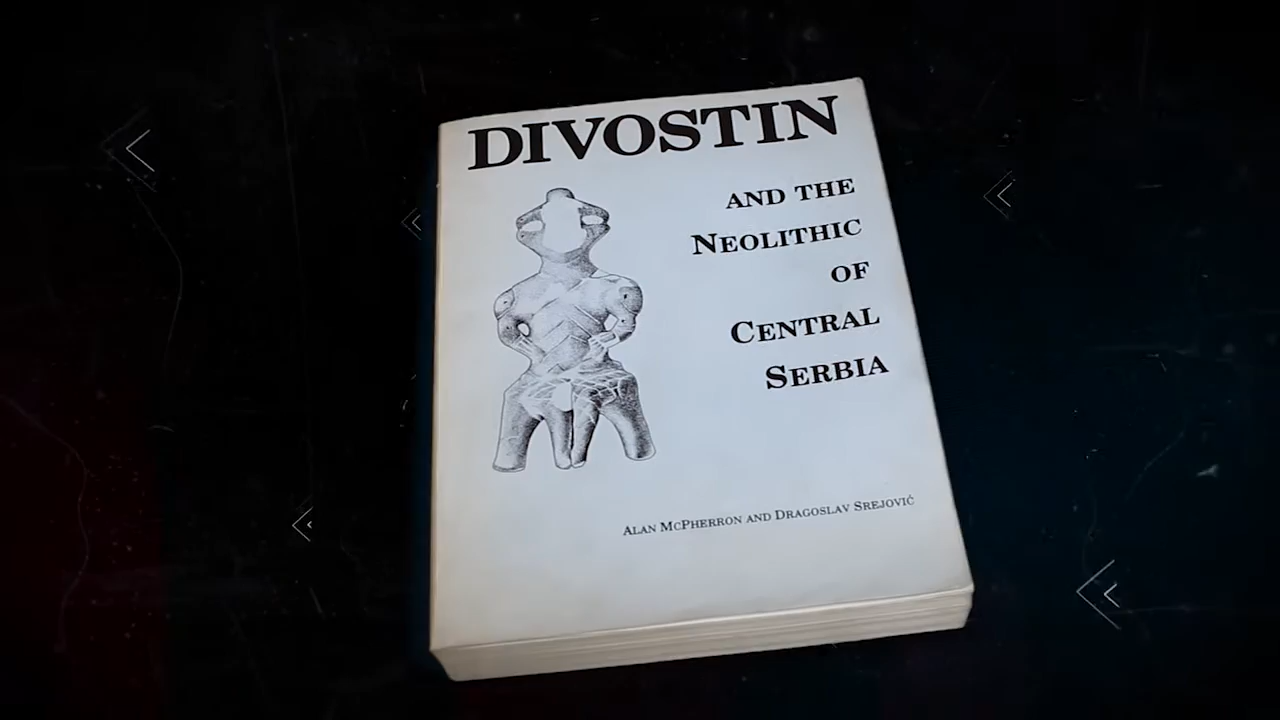 DIVOSTIN
AND THE
NEOLITHIC
OF
CENTRAL
SERBIA
ALAN MCPHERRON AND DRAGOSLAV SREJOVIĆ